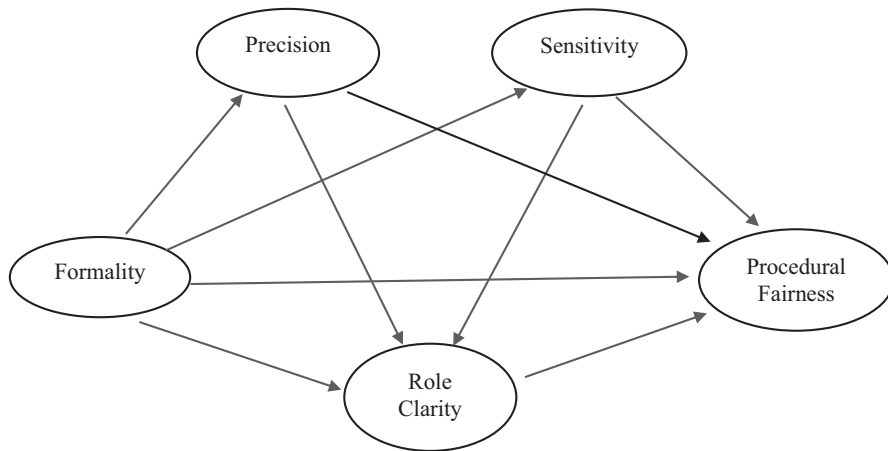 Precision
Sensitivity
Formality
Procedural
Fairness
Role
Clarity